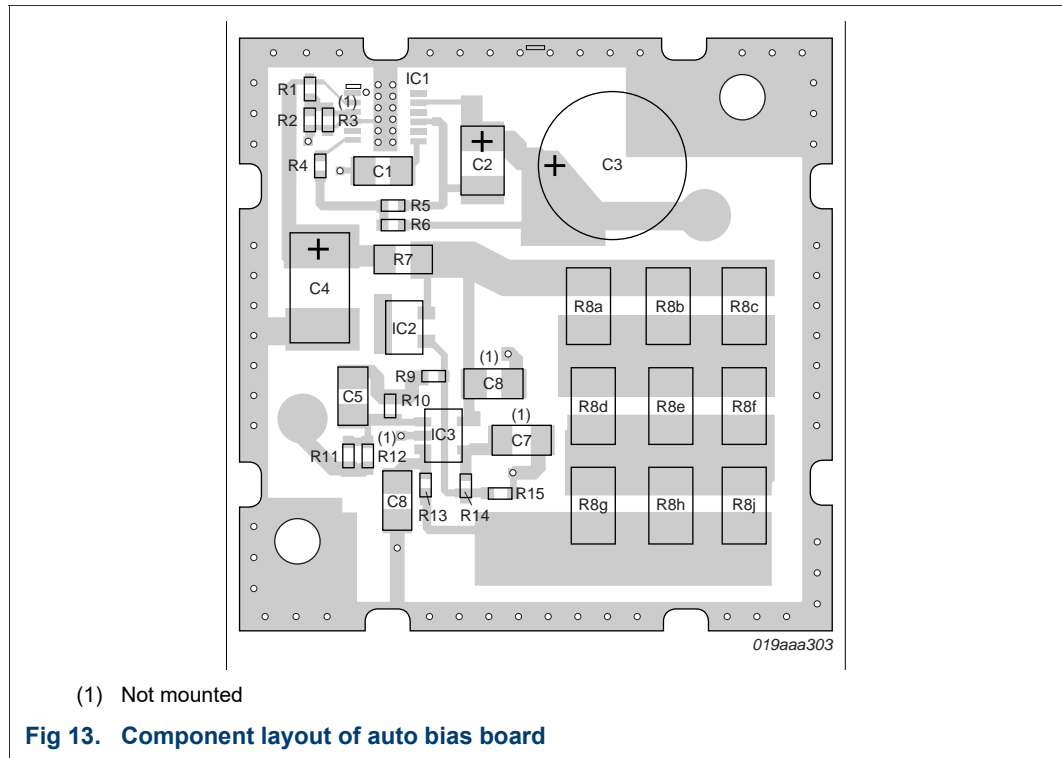 IC1
R1
(1)
R2
R3
+
C2
+
C3
R4
C1
R5
R6
+
C4
R7
R8a
R8b
R8c
IC2
(1)
C8
R9
C5
R10
R8d
R8e
R8f
(1)
C7
(1)
IC3
R11
R12
C8
R13
R14
R15
R8g
R8h
R8j
019aaa303
(1) Not mounted
Fig 13. Component layout of auto bias board